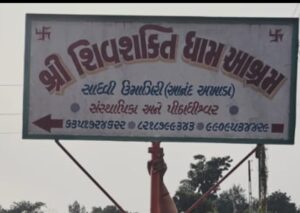 શ્રી શિવશક્તિ ધામ આશ્રમ
સાધ્વી ઉમાગિરી (આનંદ અખાડા)
સંસ્થાપિકા અને પીઠાધીશ્વર